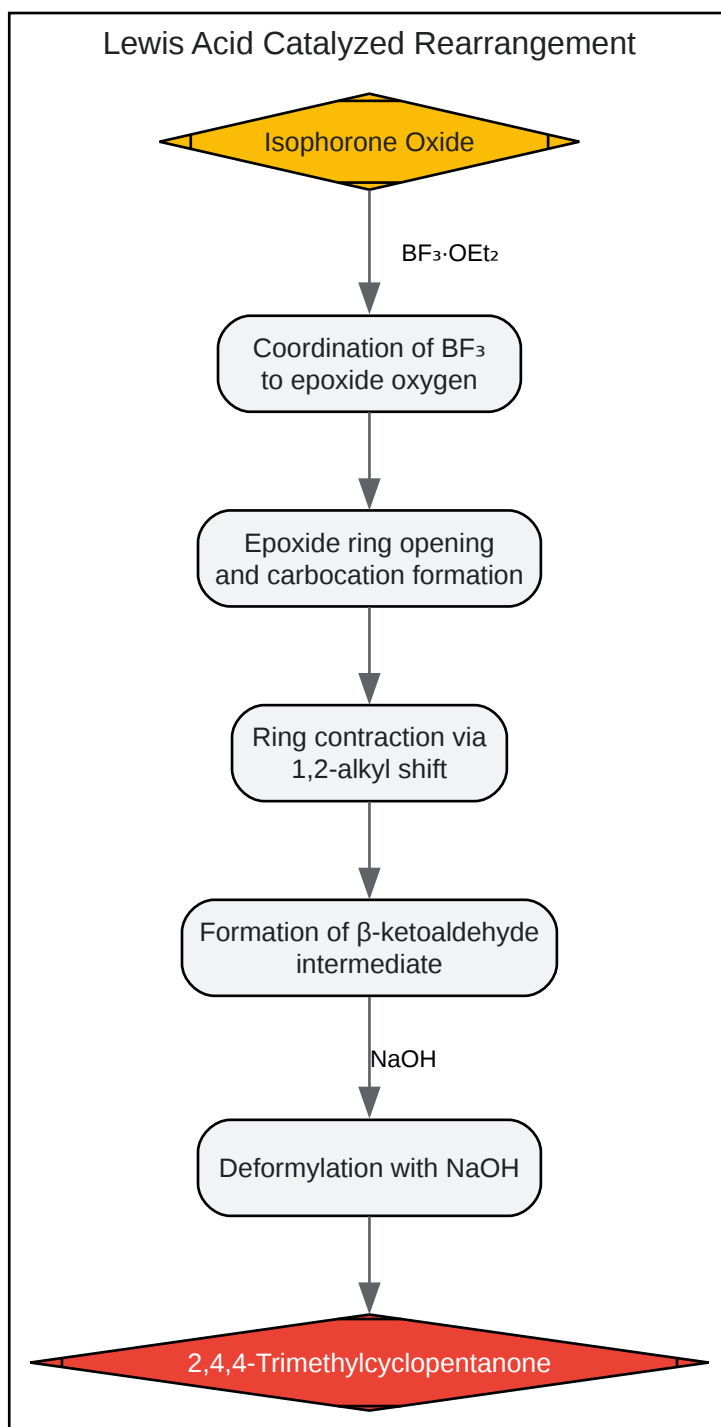 Lewis Acid Catalyzed Rearrangement
Isophorone Oxide
BF₃·OEt₂
Coordination of BF₃
to epoxide oxygen
Epoxide ring opening
and carbocation formation
Ring contraction via
1,2-alkyl shift
Formation of β-ketoaldehyde
intermediate
NaOH
Deformylation with NaOH
2,4,4-Trimethylcyclopentanone